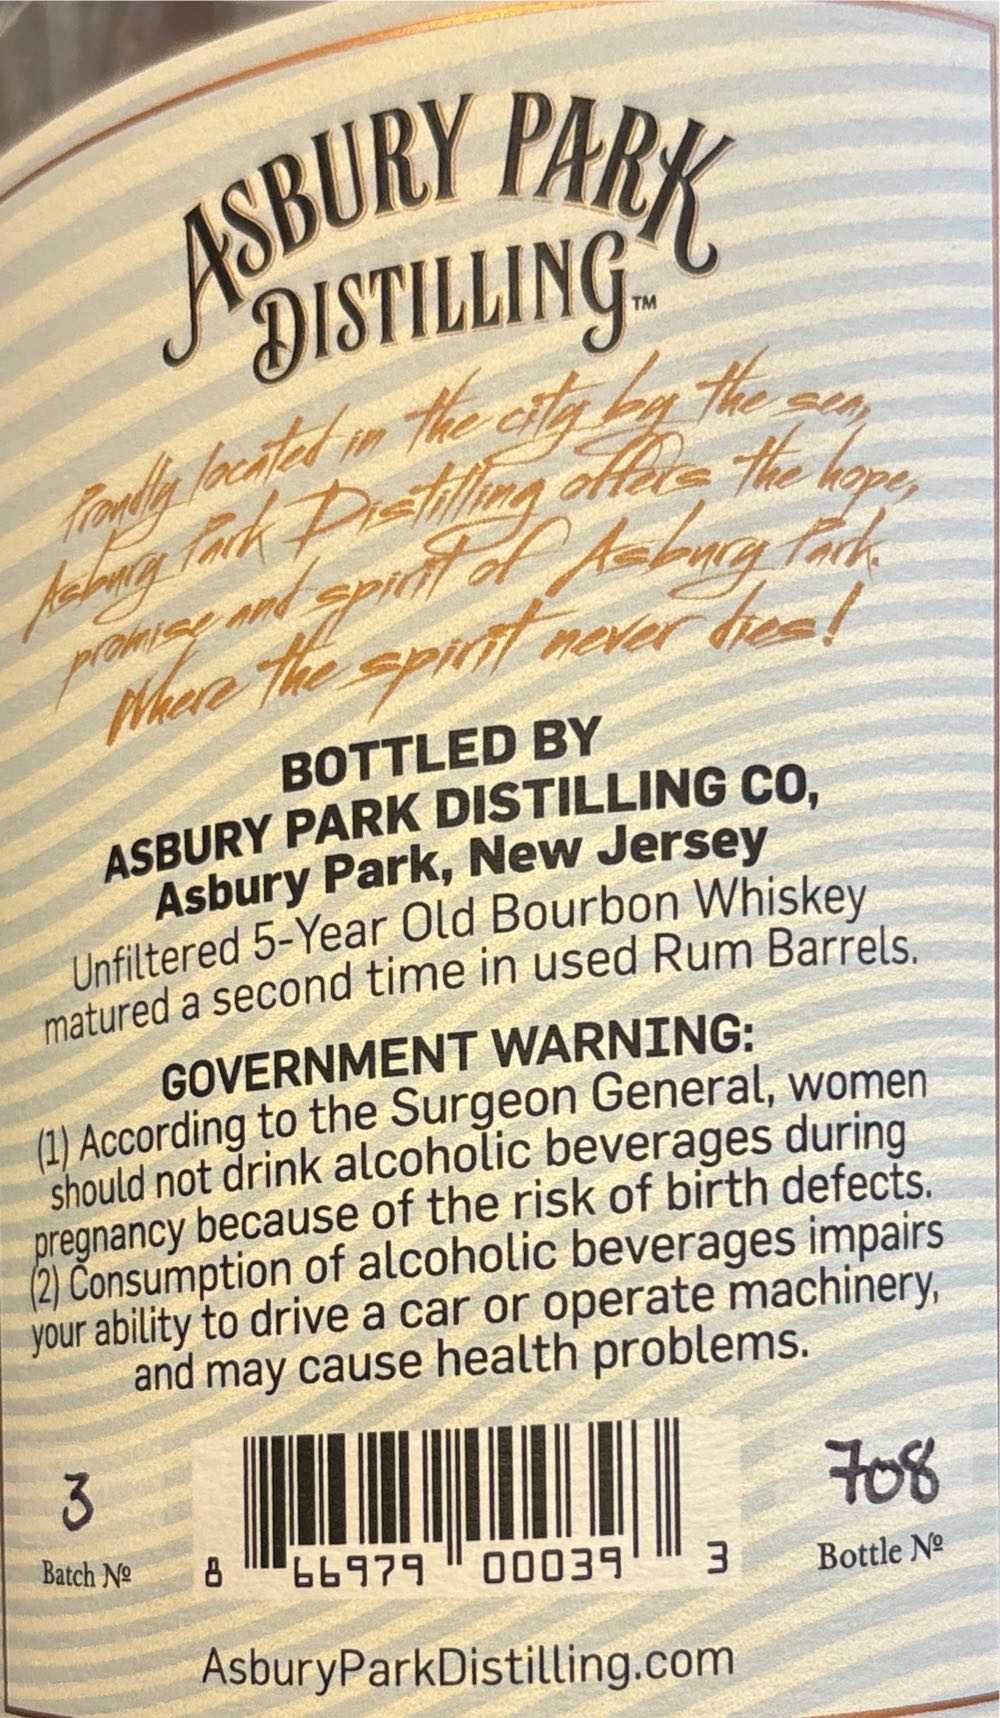 ASBURY PARK
DISTILLING™
Proudly located in the city by the sea,
Asbury Park Distilling offers the hope,
promise and spirit of Asbury Park.
Where the spirit never dies!
BOTTLED BY
ASBURY PARK DISTILLING CO,
Asbury Park, New Jersey
Unfiltered 5-Year Old Bourbon Whiskey
matured a second time in used Rum Barrels.
GOVERNMENT WARNING:
(1) According to the Surgeon General, women
should not drink alcoholic beverages during
pregnancy because of the risk of birth defects.
(2) Consumption of alcoholic beverages impairs
your ability to drive a car or operate machinery,
and may cause health problems.
3
Batch Nº
8 66979 00039 3
708
Bottle Nº
AsburyParkDistilling.com